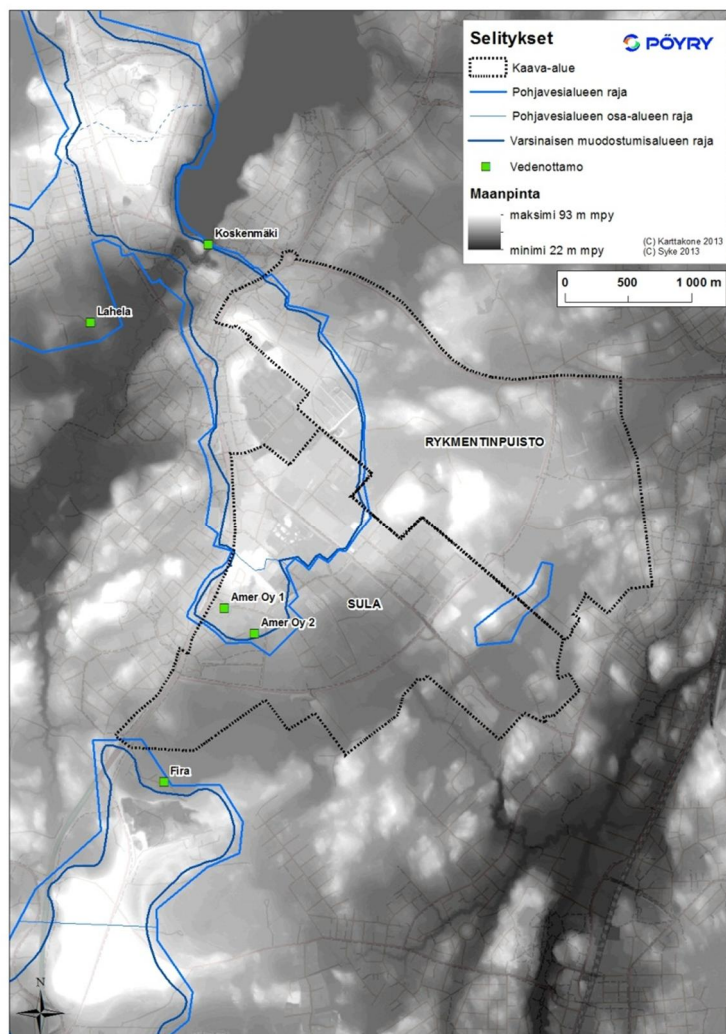 Selitykset
PÖYRY
Kaava-alue
Pohjavesialueen raja
Pohjavesialueen osa-alueen raja
Varsinaisen muodostumisalueen raja
Vedenottamo
Maanpinta
maksimi 93 m mpy
minimi 22 m mpy
(C) Karttakone 2013
(C) Syke 2013
0 500 1 000 m
Koskenmäki
Lahela
RYKMENTINPUISTO
Amer Oy 1
SULA
Amer Oy 2
Fira
N